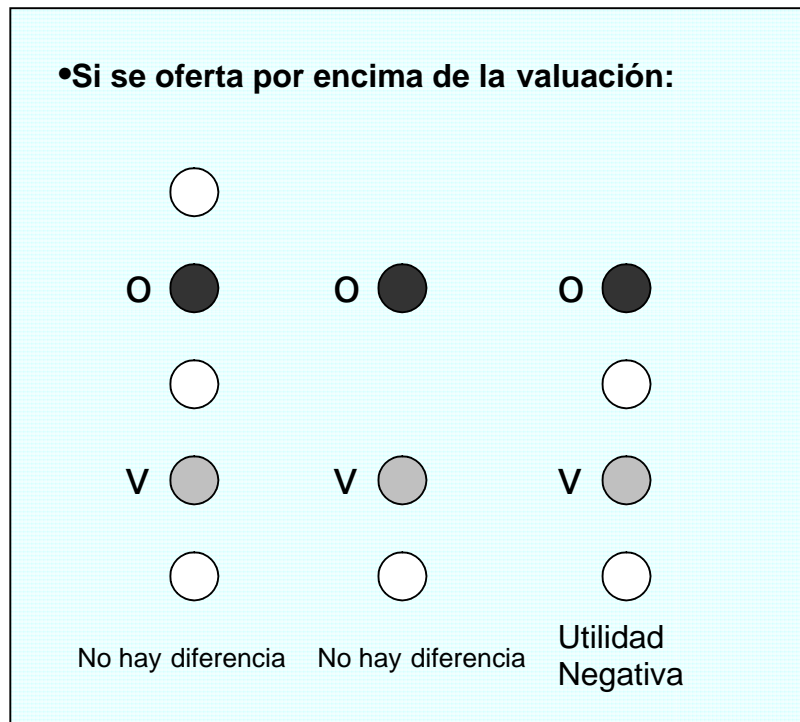 •Si se oferta por encima de la valuación:
O O O
V V V
No hay diferencia No hay diferencia Utilidad Negativa